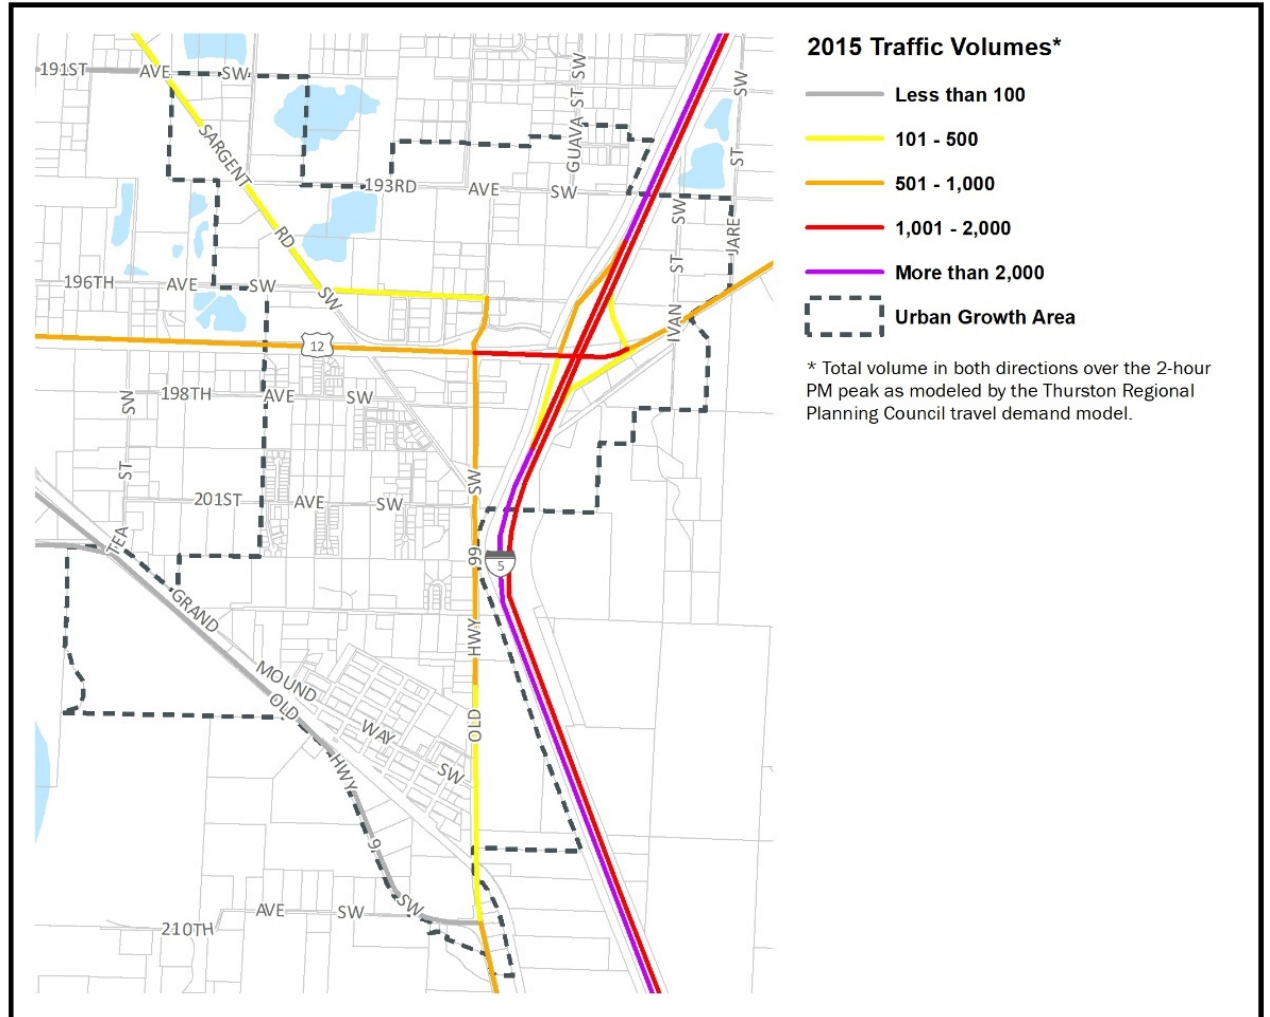 2015 Traffic Volumes*
Less than 100
101 - 500
501 - 1,000
1,001 - 2,000
More than 2,000
Urban Growth Area
* Total volume in both directions over the 2-hour
PM peak as modeled by the Thurston Regional
Planning Council travel demand model.
191ST AVE SW
SARGENT RD SW
GUAVA ST SW
193RD AVE SW
JARE ST SW
IVAN ST SW
196TH AVE SW
12
198TH AVE SW
TEA ST SW
201ST AVE SW
5
OLD HWY 99 SW
GRAND MOUND WAY SW
OLD HWY 9 SW
210TH AVE SW